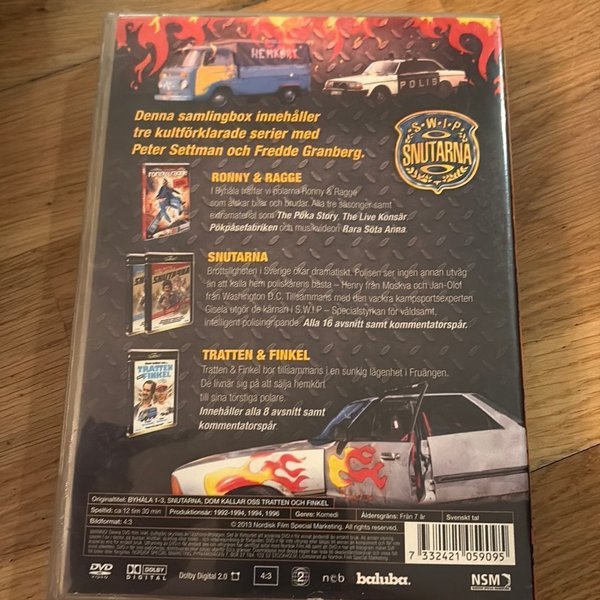 HEMKÖRT
POLIS
Denna samlingbox innehåller
tre kultförklarade serier med
Peter Settman och Fredde Granberg.
S·W·I·P
SNUTARNA
RONNY & RAGGE
I Byhåla träffar vi polarna Ronny & Ragge
som älskar bilar och brudar. Alla tre säsonger samt
extramaterial som The Pöka Story, The Live Konsär,
Pökpåsefabriken och musikvideon Rara Söta Anna.
SNUTARNA
Brottsligheten i Sverige ökar dramatiskt. Polisen ser ingen annan utväg
än att kalla hem poliskårens bästa – Henry från Moskva och Jan-Olof
från Washington D.C. Tillsammans med den vackra kampsportsexperten
Gisela utgör de kärnan i S.W.I.P – Specialstyrkan för våldsamt,
intelligent polisingripande. Alla 16 avsnitt samt kommentatorspår.
TRATTEN & FINKEL
TRATTEN
FINKEL
Tratten & Finkel bor tillsammans i en sunkig lägenhet i Fruängen.
De livnär sig på att sälja hemkört
till sina törstiga polare.
Innehåller alla 8 avsnitt samt
kommentatorspår.
Originaltitel: BYHÅLA 1-3, SNUTARNA, DOM KALLAR OSS TRATTEN OCH FINKEL
Speltid: ca 12 tim 30 min
Produktionsår: 1992-1994, 1994, 1996
Genre: Komedi
Åldersgräns: Från 7 år
Svenskt tal
Bildformat: 4:3
© 2013 Nordisk Film Special Marketing. All rights reserved.
7 332421 059095
DVD
VIDEO
DOLBY
DIGITAL
Dolby Digital 2.0
4:3
2
ncb
baluba.
NSM